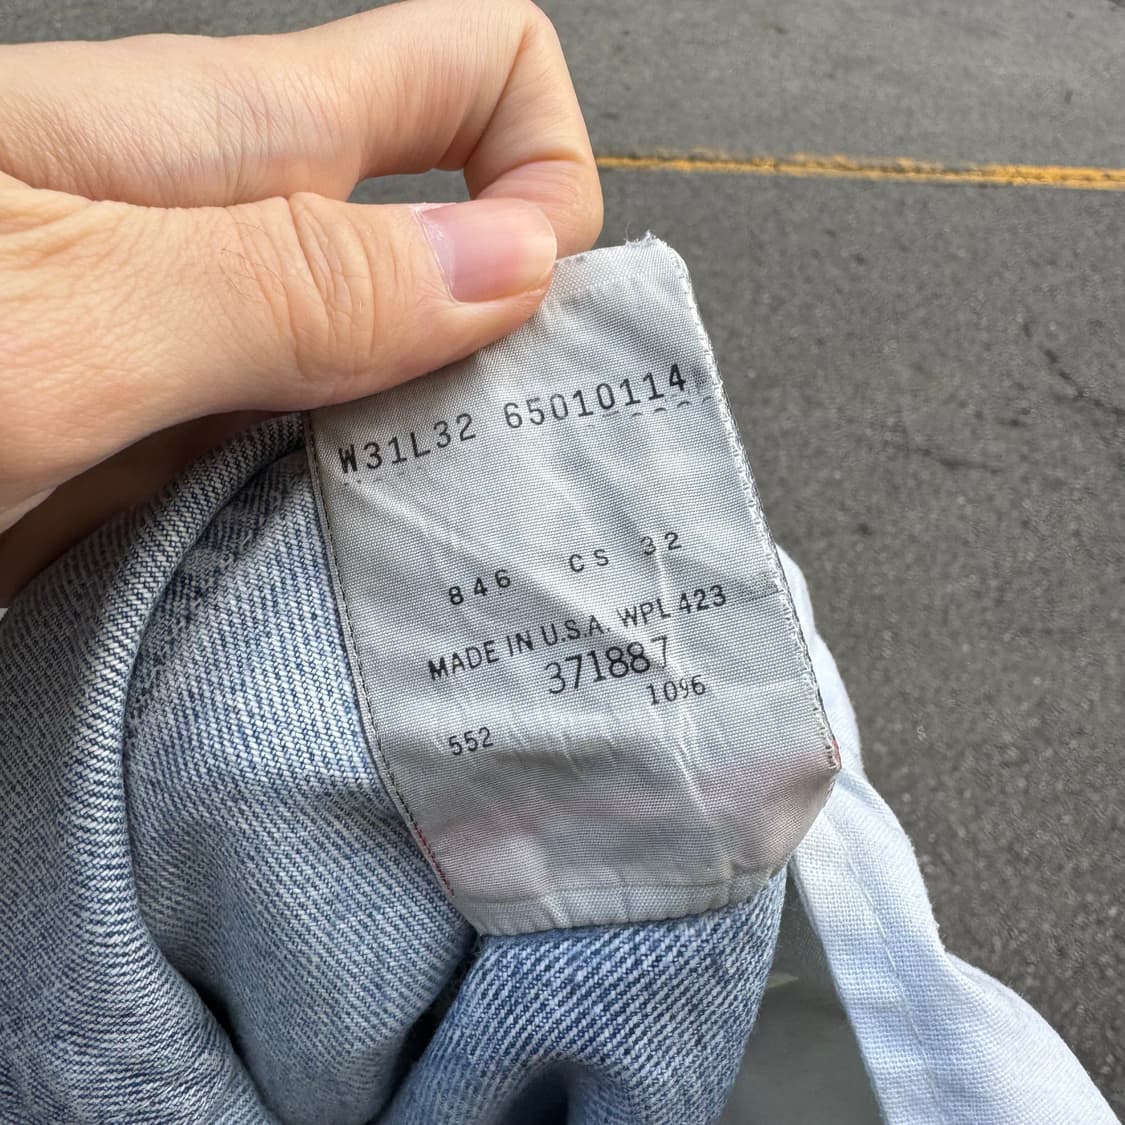 W31L32 65010114
846 CS 32
MADE IN U.S.A. WPL 423
371887
1096
552